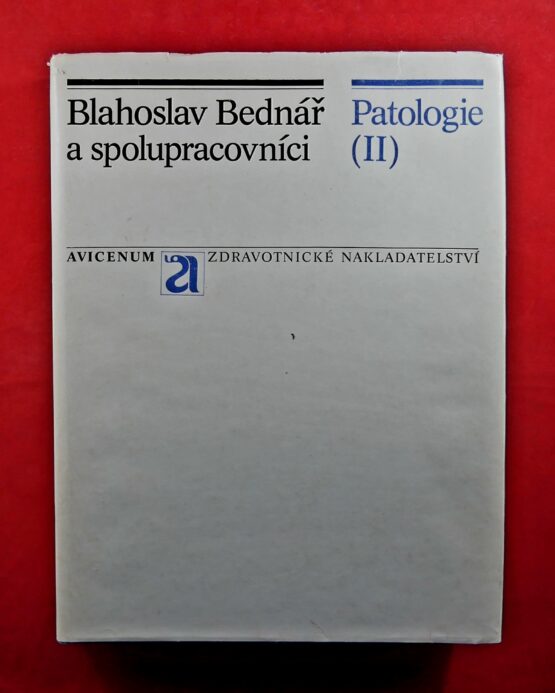 Blahoslav Bednář
a spolupracovníci
Patologie
(II)
AVICENUM a ZDRAVOTNICKÉ NAKLADATELSTVÍ